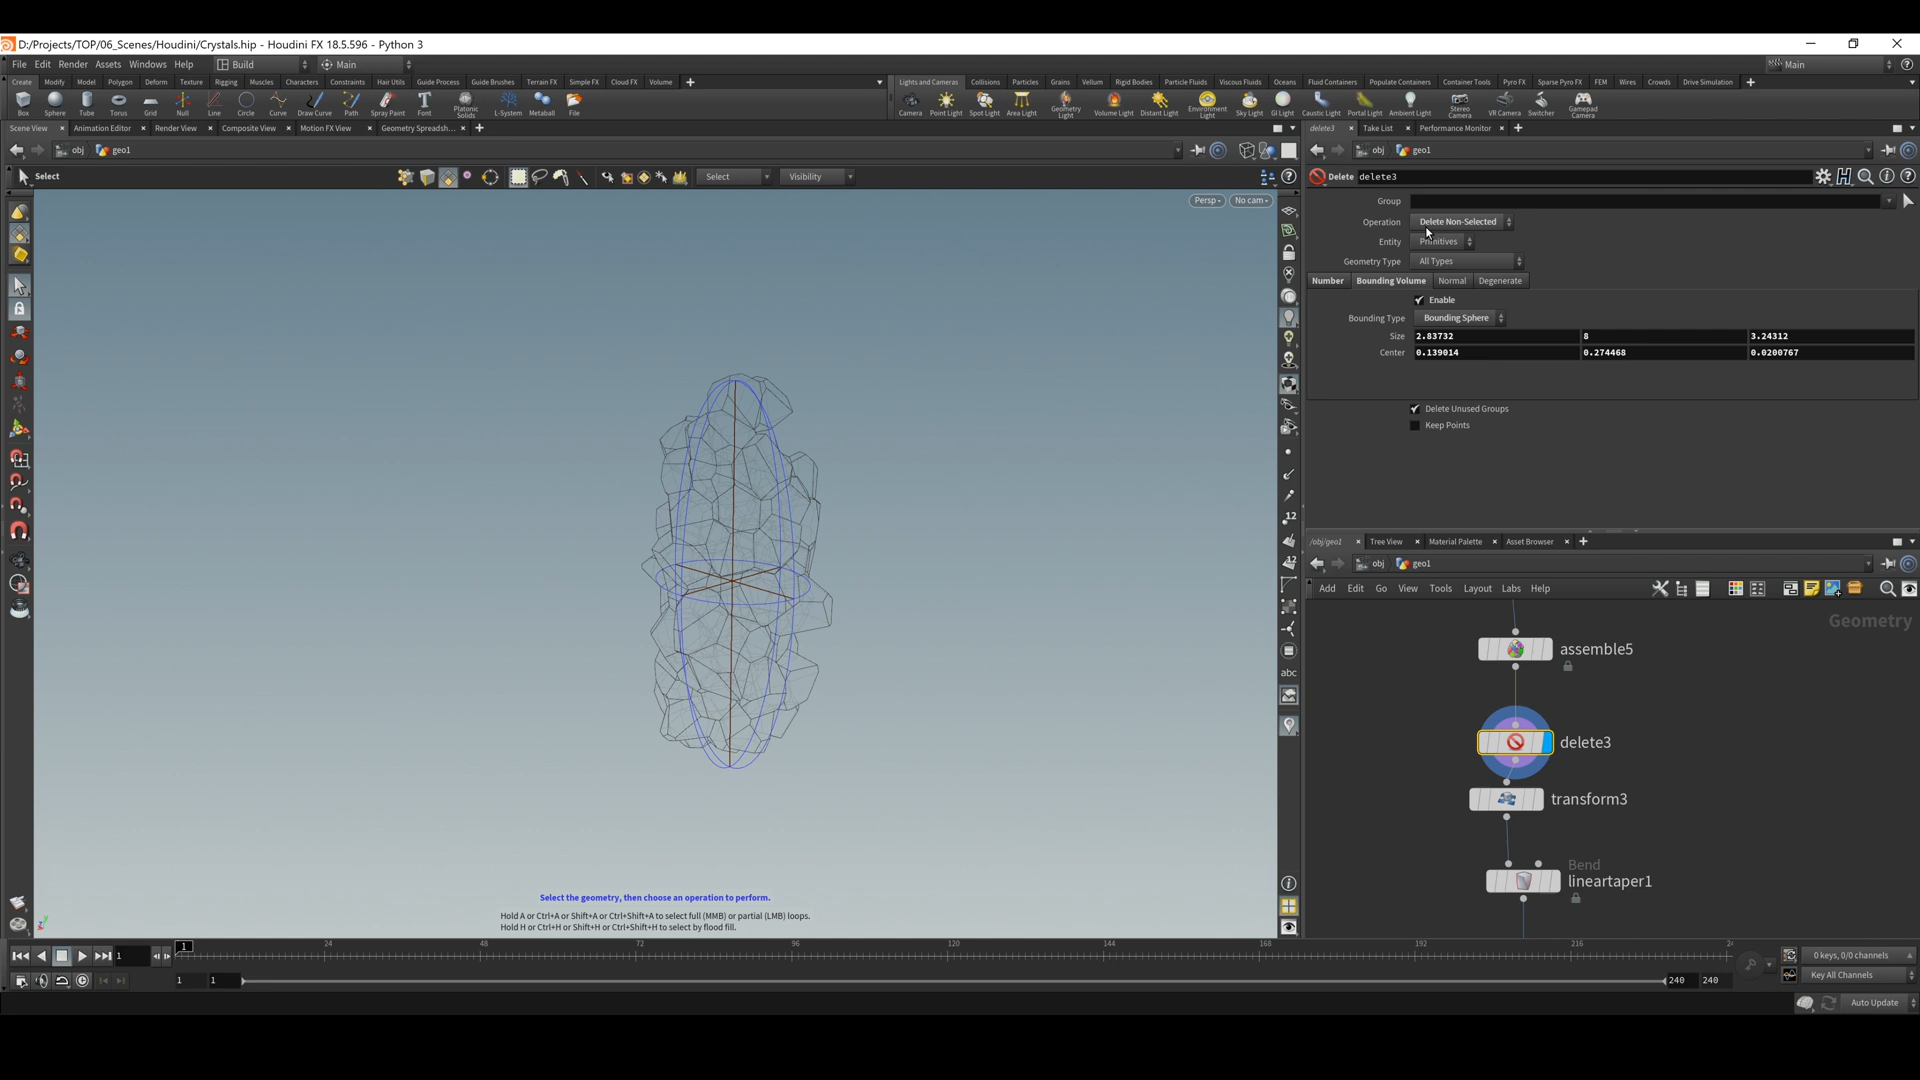 D:/Projects/TOP/06_Scenes/Houdini/Crystals.hip - Houdini FX 18.5.596 - Python 3
File Edit Render Assets Windows Help Build Main Main
Create Modify Model Polygon Deform Texture Rigging Muscles Characters Constraints Hair Utils Guide Process Guide Brushes Terrain FX Simple FX Cloud FX Volume
Lights and Cameras Collisions Particles Grains Vellum Rigid Bodies Particle Fluids Viscous Fluids Oceans Fluid Containers Populate Containers Container Tools Pyro FX Sparse Pyro FX FEM Wires Crowds Drive Simulation
Box Sphere Tube Torus Grid Null Line Circle Curve Draw Curve Path Spray Paint Font Platonic Solids L-System Metaball File
Camera Point Light Spot Light Area Light Geometry Light Volume Light Distant Light Environment Light Sky Light GI Light Caustic Light Portal Light Ambient Light Stereo Camera VR Camera Switcher Gamepad Camera
Scene View Animation Editor Render View Composite View Motion FX View Geometry Spreadsh...
delete3 Take List Performance Monitor
obj geo1
obj geo1
Select
Select Visibility
Delete delete3
Persp No cam
Group
Operation Delete Non-Selected
Entity Primitives
Geometry Type All Types
Number Bounding Volume Normal Degenerate
Enable
Bounding Type Bounding Sphere
Size 2.83732 8 3.24312
Center 0.139014 0.274468 0.0200767
Delete Unused Groups
Keep Points
12
12
abc
/obj/geo1 Tree View Material Palette Asset Browser
obj geo1
Add Edit Go View Tools Layout Labs Help
Geometry
assemble5
delete3
transform3
Bend
lineartaper1
Select the geometry, then choose an operation to perform.
Hold A or Ctrl+A or Shift+A or Ctrl+Shift+A to select full (MMB) or partial (LMB) loops.
Hold H or Ctrl+H or Shift+H or Ctrl+Shift+H to select by flood fill.
1 1 24 48 72 96 120 144 168 192 216 24
0 keys, 0/0 channels
1 1 240 240
Key All Channels
Auto Update